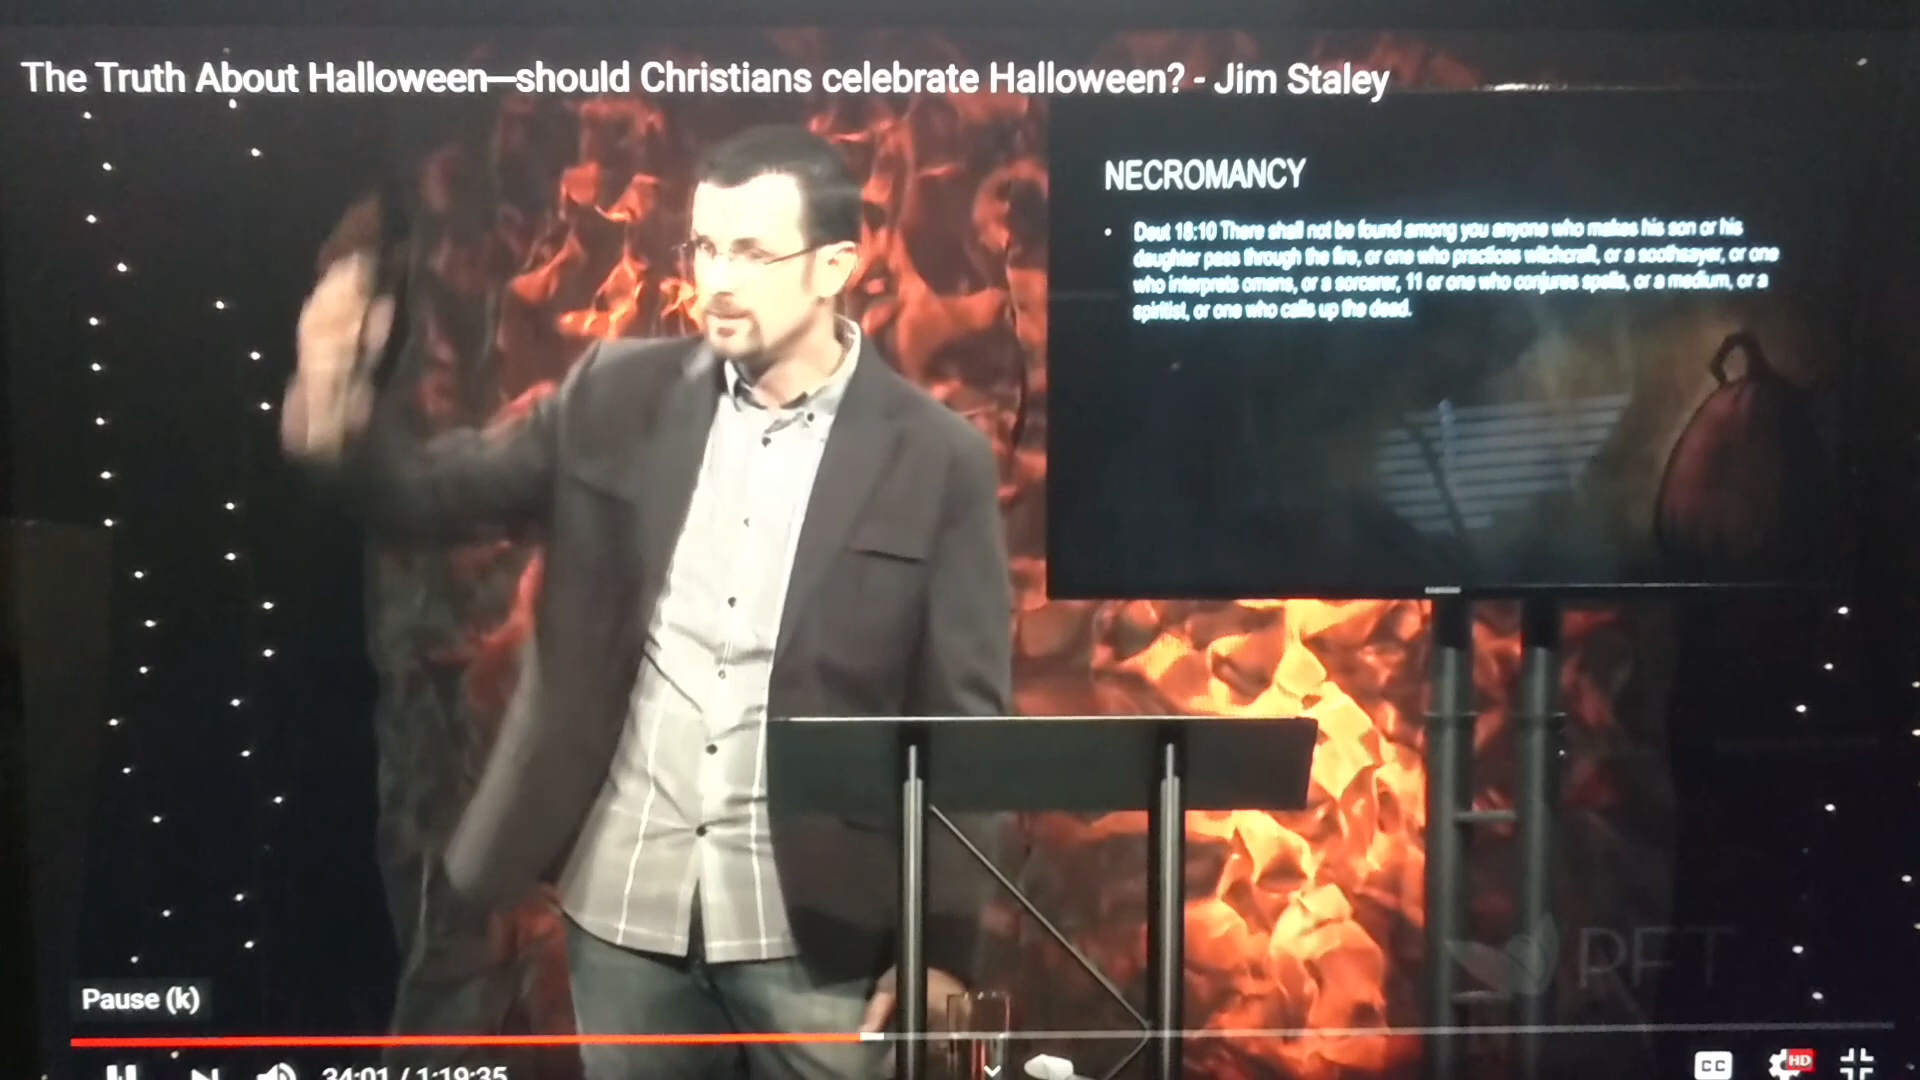 The Truth About Halloween—should Christians celebrate Halloween? - Jim Staley
NECROMANCY
• Deut 18:10 There shall not be found among you anyone who makes his son or his
daughter pass through the fire, or one who practices witchcraft, or a soothsayer, or one
who interprets omens, or a sorcerer, 11 or one who conjures spells, or a medium, or a
spiritist, or one who calls up the dead.
SAMSUNG
PFT
Pause (k)
34:01 / 1:19:35
CC
HD